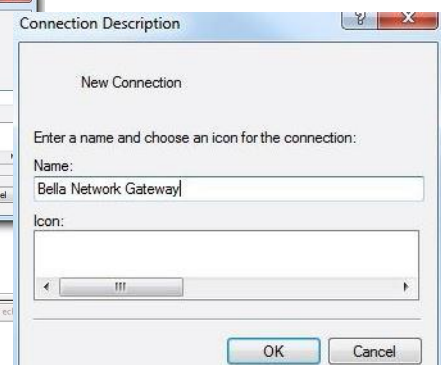 Connection Description
New Connection
Enter a name and choose an icon for the connection:
Name:
Bella Network Gateway
Icon:
OK
Cancel